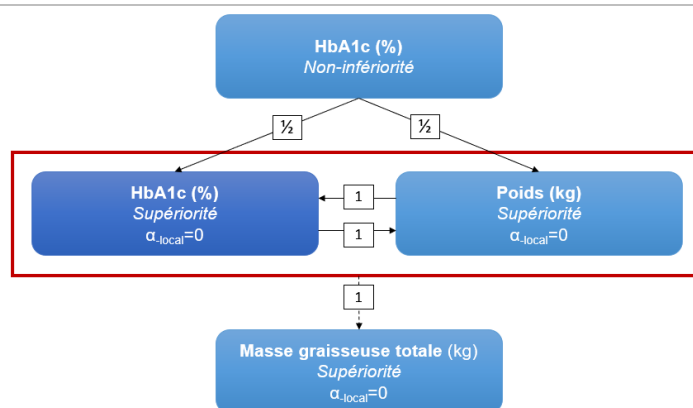 HbA1c (%)
Non-infériorité
½
½
HbA1c (%)
Supériorité
α-local=0
1
1
Poids (kg)
Supériorité
α-local=0
1
Masse graisseuse totale (kg)
Supériorité
α-local=0